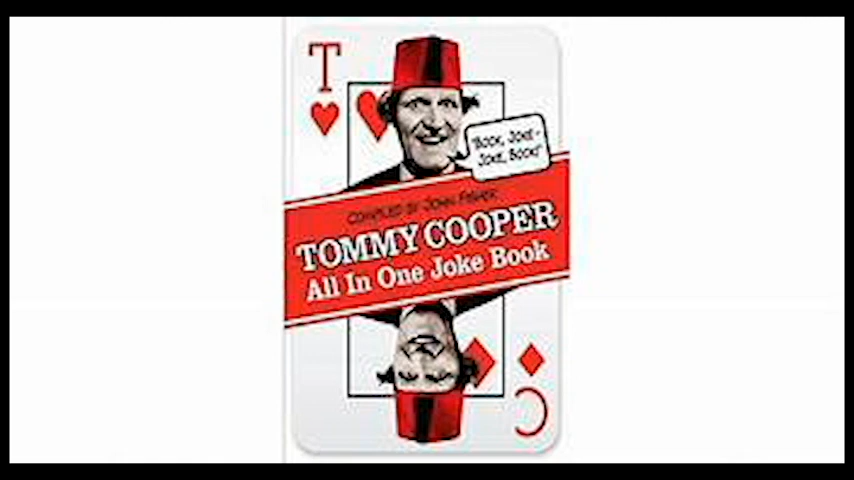 T
"BOOK, JOKE -
JOKE, BOOK!"
COMPILED BY JOHN FISHER
TOMMY COOPER
All In One Joke Book
C